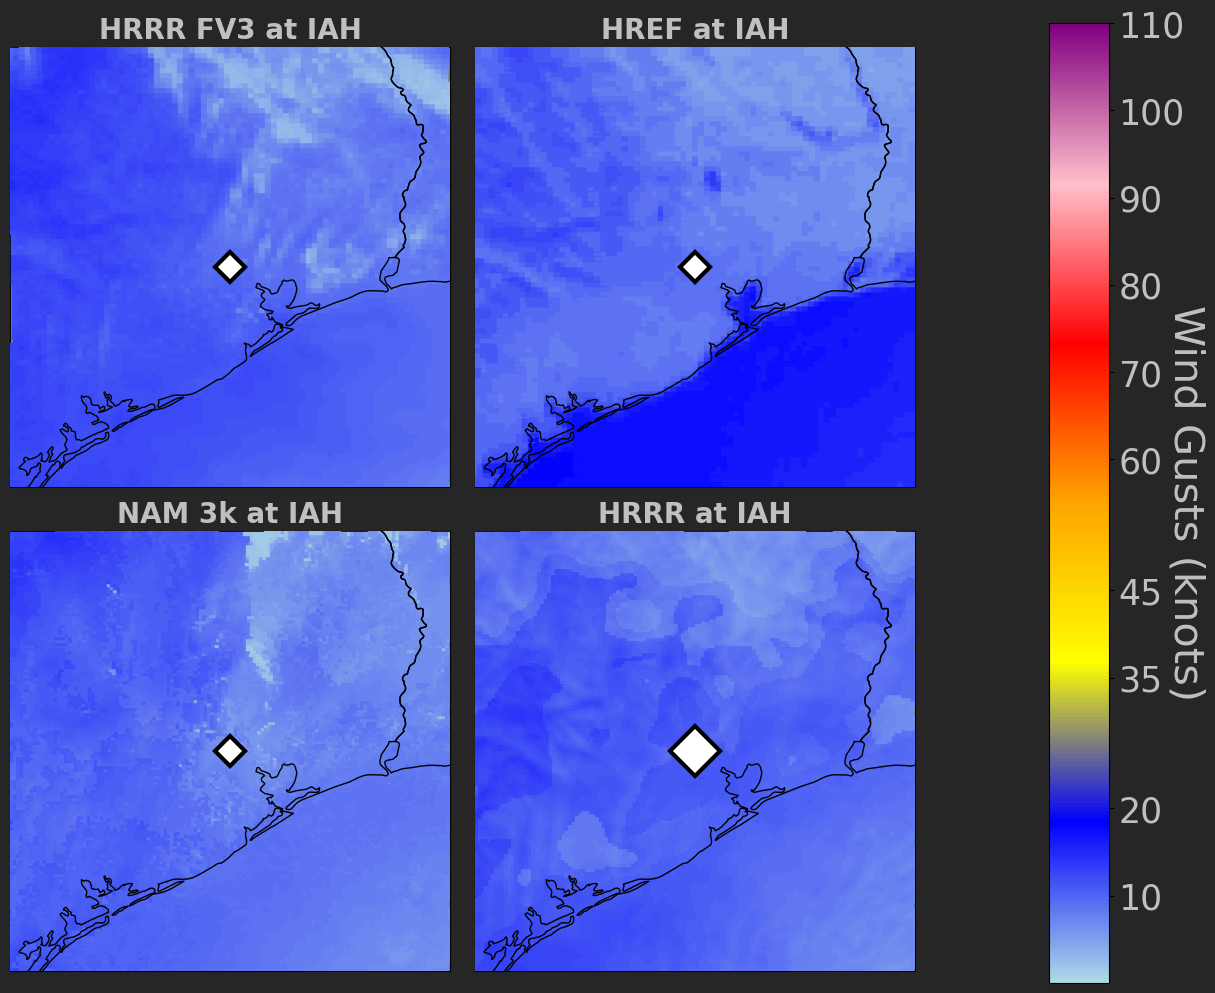 HRRR FV3 at IAH
HREF at IAH
NAM 3k at IAH
HRRR at IAH
110
100
90
80
70
60
45
35
20
10
Wind Gusts (knots)